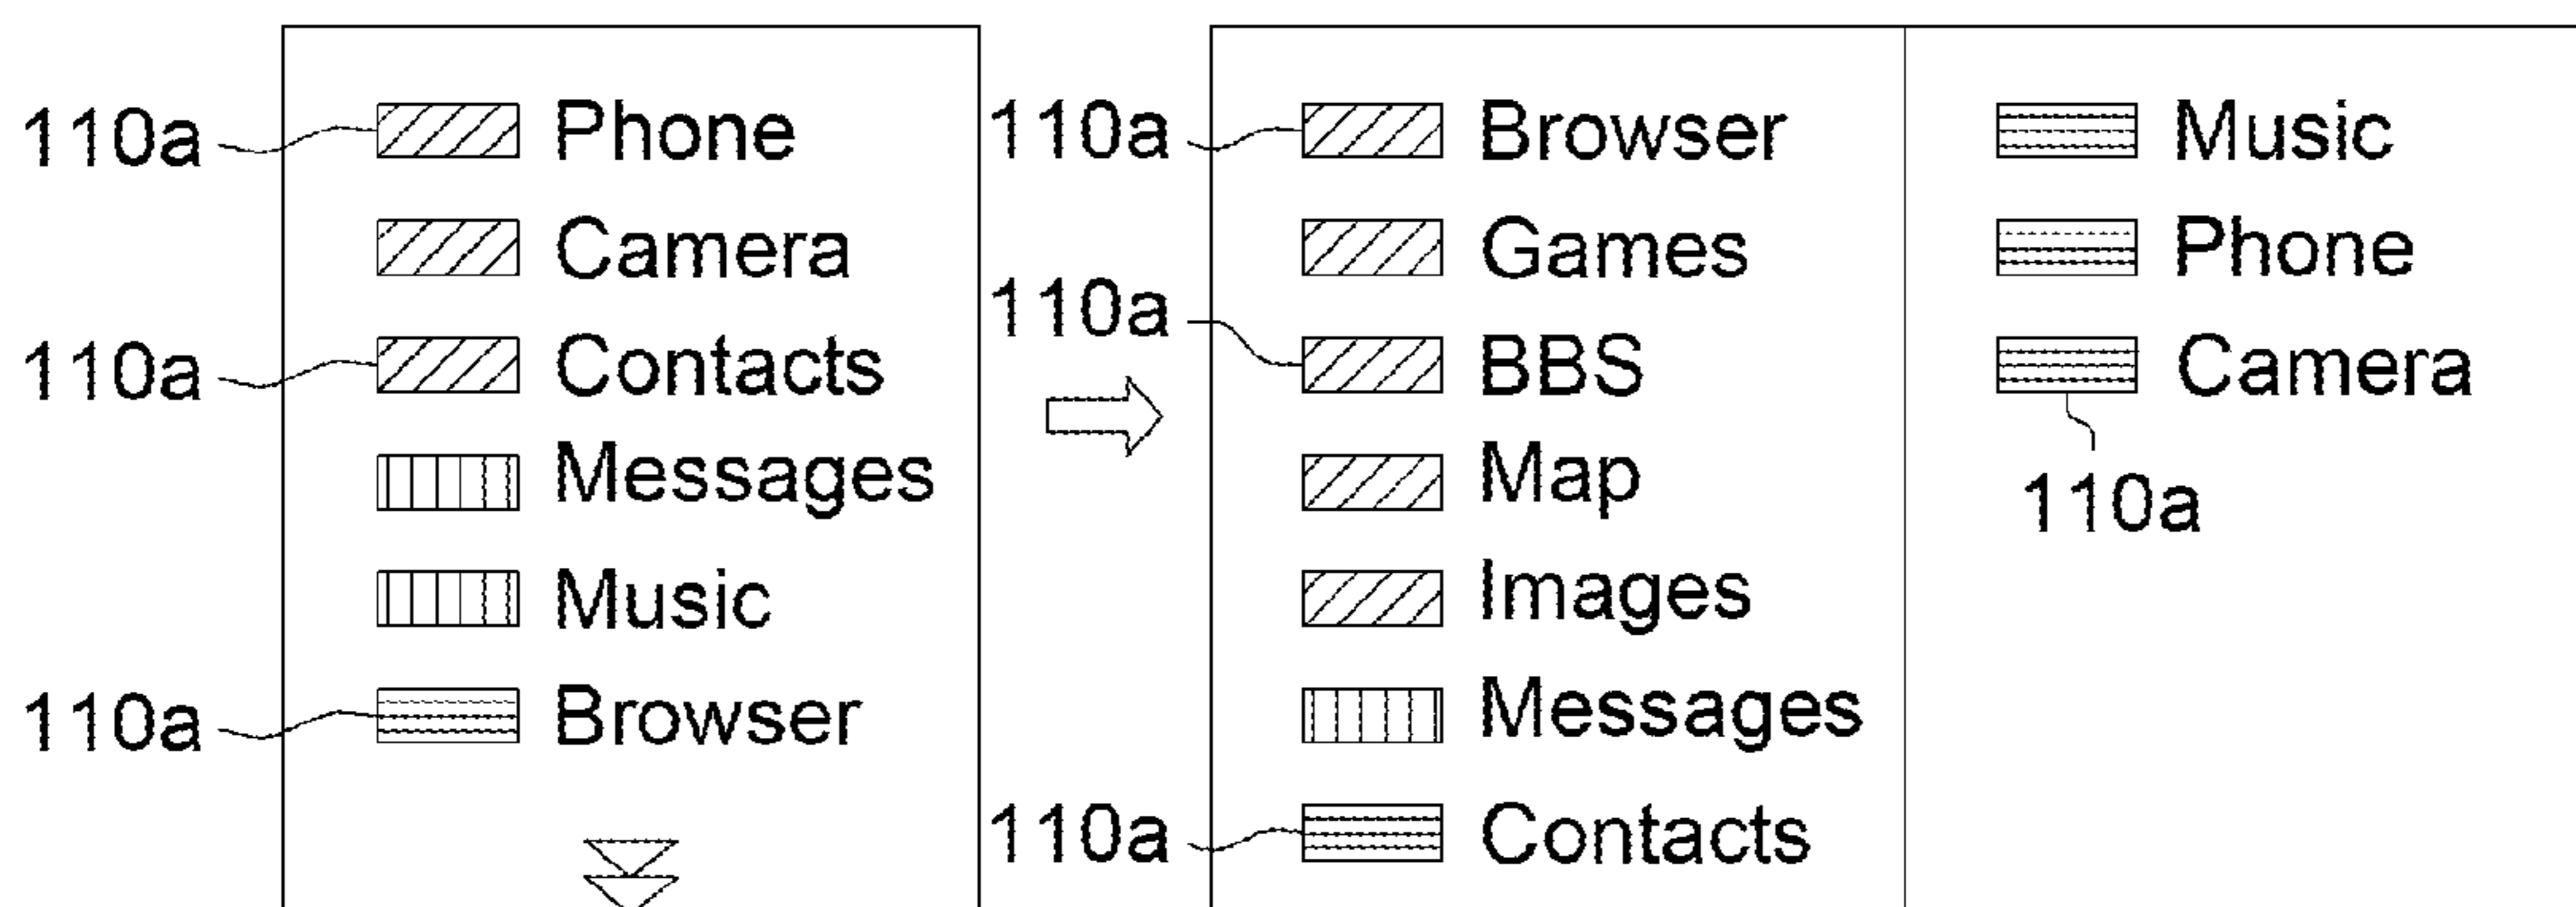 110a Phone
Camera
110a Contacts
Messages
Music
110a Browser
110a Browser
Games
110a BBS
Map
Images
Messages
110a Contacts
Music
Phone
Camera
110a